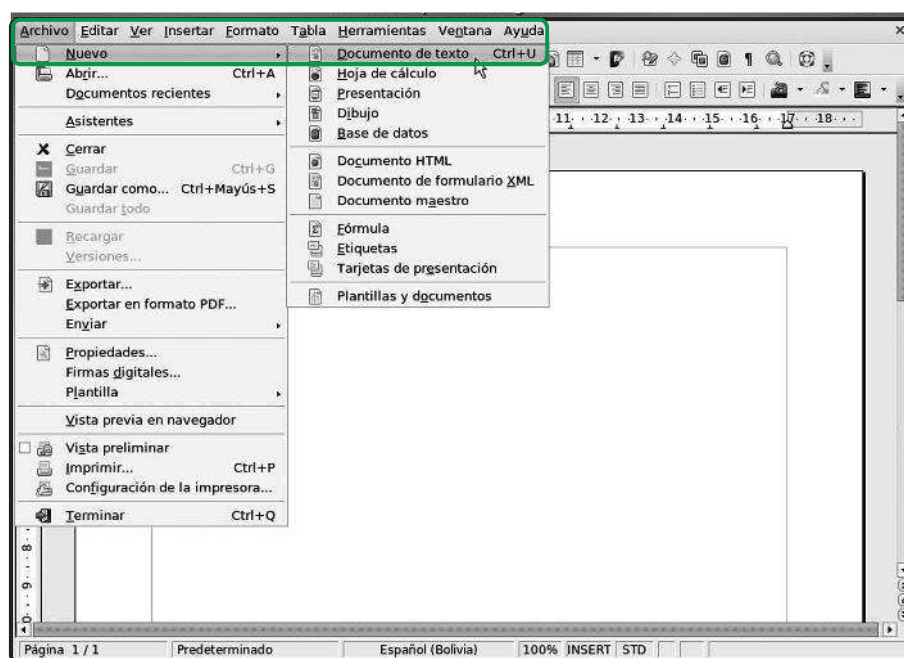 Archivo Editar Ver Insertar Formato Tabla Herramientas Ventana Ayuda
Nuevo
Abrir... Ctrl+A
Documentos recientes
Asistentes
Cerrar
Guardar Ctrl+G
Guardar como... Ctrl+Mayús+S
Guardar todo
Recargar
Versiones...
Exportar...
Exportar en formato PDF...
Enviar
Propiedades...
Firmas digitales...
Plantilla
Vista previa en navegador
Vista preliminar
Imprimir... Ctrl+P
Configuración de la impresora...
Terminar Ctrl+Q
Documento de texto Ctrl+U
Hoja de cálculo
Presentación
Dibujo
Base de datos
Documento HTML
Documento de formulario XML
Documento maestro
Fórmula
Etiquetas
Tarjetas de presentación
Plantillas y documentos
11 12 13 14 15 16 17 18
8
9
Página 1 / 1 Predeterminado Español (Bolivia) 100% INSERT STD